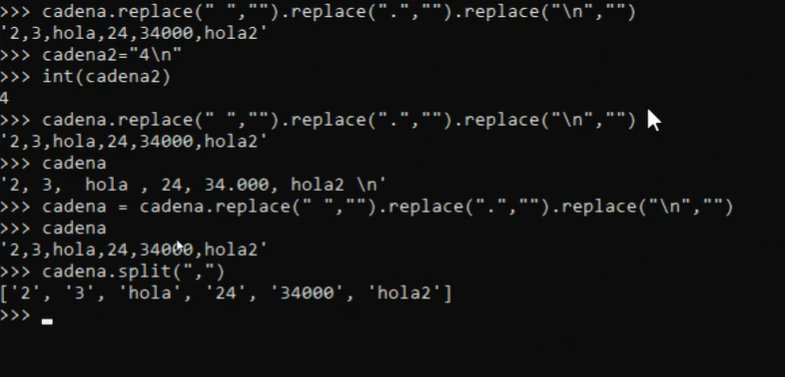 >>> cadena.replace(" ","").replace(".","").replace("\n","")
'2,3,hola,24,34000,hola2'
>>> cadena2="4\n"
>>> int(cadena2)
4
>>> cadena.replace(" ","").replace(".","").replace("\n","")
'2,3,hola,24,34000,hola2'
>>> cadena
'2, 3,  hola , 24, 34.000, hola2 \n'
>>> cadena = cadena.replace(" ","").replace(".","").replace("\n","")
>>> cadena
'2,3,hola,24,34000,hola2'
>>> cadena.split(",")
['2', '3', 'hola', '24', '34000', 'hola2']
>>>